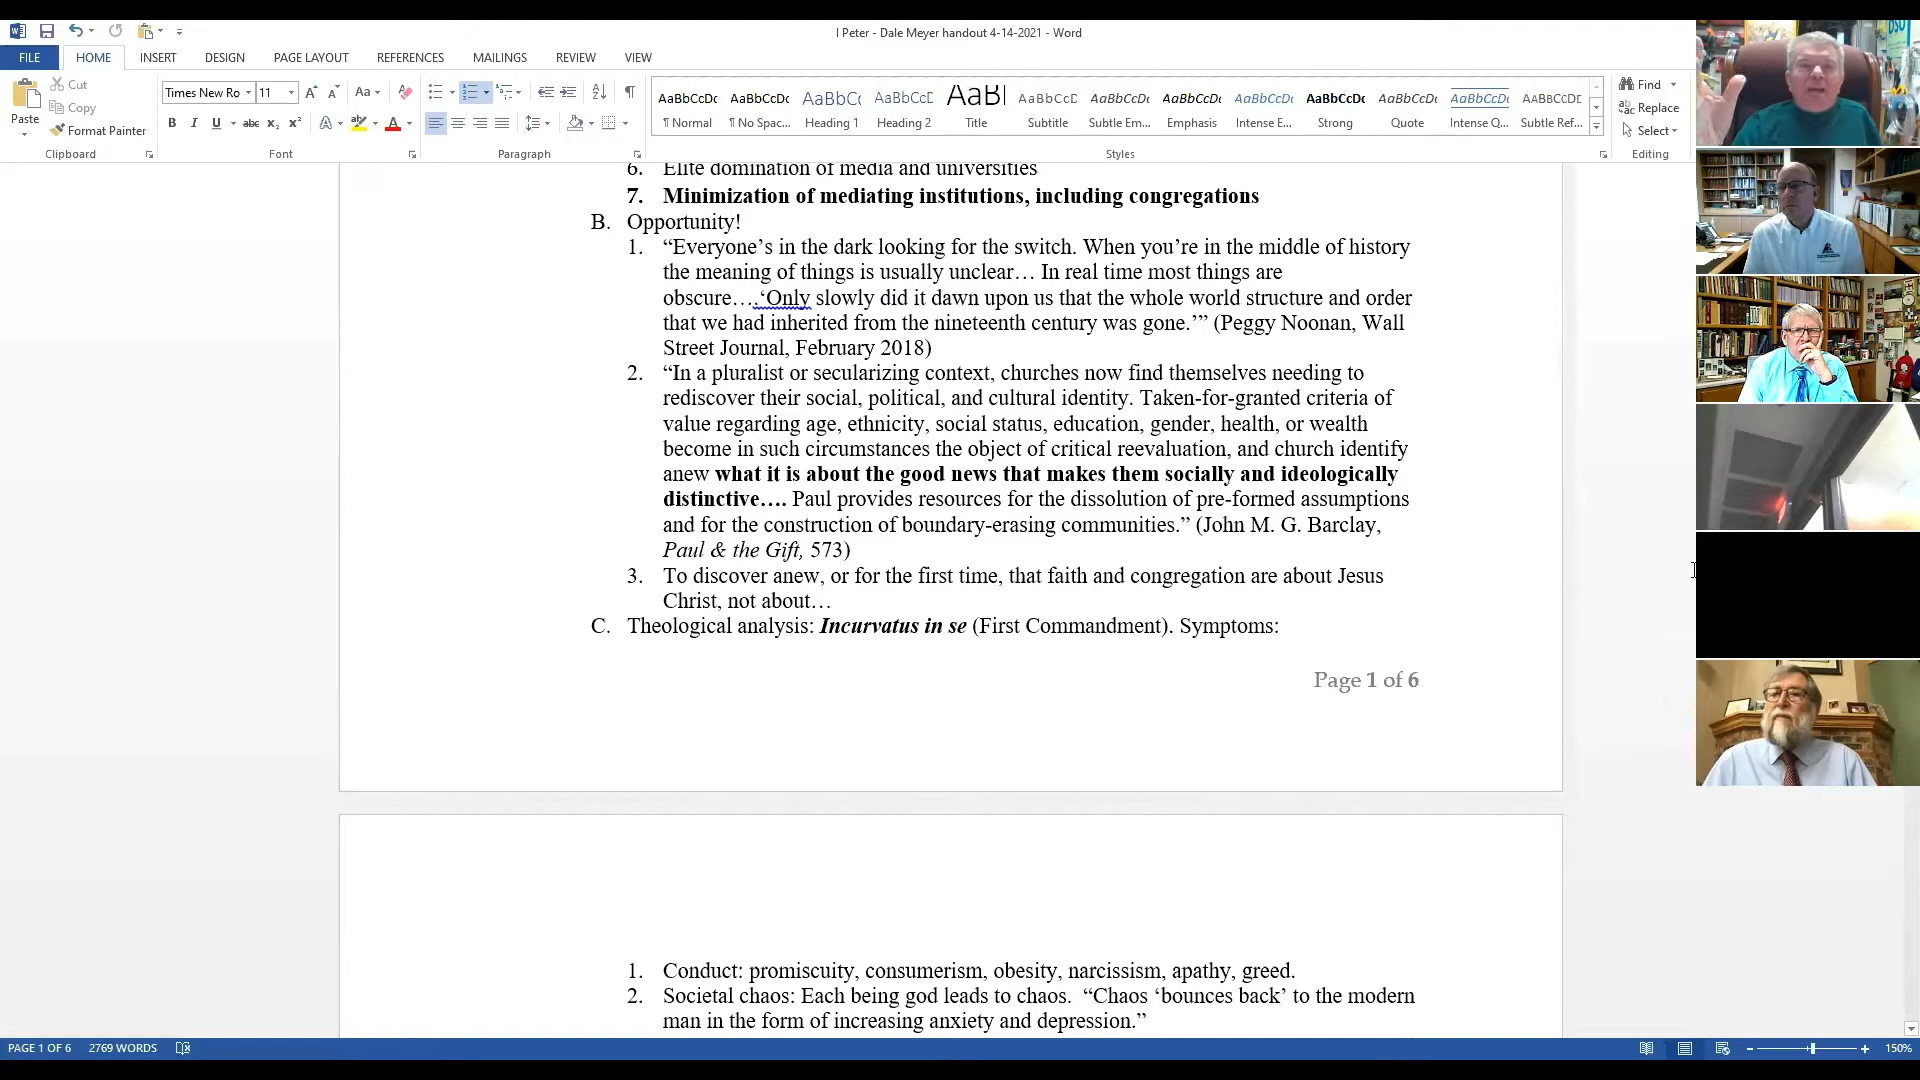 I Peter - Dale Meyer handout 4-14-2021 - Word
FILE HOME INSERT DESIGN PAGE LAYOUT REFERENCES MAILINGS REVIEW VIEW
Paste
Cut
Copy
Format Painter
Clipboard
Times New Ro 11
Font
Paragraph
AaBbCcDc AaBbCcDc AaBbCc AaBbCcD AaBl AaBbCcD AaBbCcDc AaBbCcDc AaBbCcDc AaBbCcDc AaBbCcDc AaBbCcDc AaBbCcDc
¶ Normal ¶ No Spac... Heading 1 Heading 2 Title Subtitle Subtle Em... Emphasis Intense E... Strong Quote Intense Q... Subtle Ref...
Styles
Find
Replace
Select
Editing
6. Elite domination of media and universities
7. Minimization of mediating institutions, including congregations
B. Opportunity!
1. “Everyone’s in the dark looking for the switch. When you’re in the middle of history
the meaning of things is usually unclear… In real time most things are
obscure….‘Only slowly did it dawn upon us that the whole world structure and order
that we had inherited from the nineteenth century was gone.’” (Peggy Noonan, Wall
Street Journal, February 2018)
2. “In a pluralist or secularizing context, churches now find themselves needing to
rediscover their social, political, and cultural identity. Taken-for-granted criteria of
value regarding age, ethnicity, social status, education, gender, health, or wealth
become in such circumstances the object of critical reevaluation, and church identify
anew what it is about the good news that makes them socially and ideologically
distinctive…. Paul provides resources for the dissolution of pre-formed assumptions
and for the construction of boundary-erasing communities.” (John M. G. Barclay,
Paul & the Gift, 573)
3. To discover anew, or for the first time, that faith and congregation are about Jesus
Christ, not about…
C. Theological analysis: Incurvatus in se (First Commandment). Symptoms:
Page 1 of 6
1. Conduct: promiscuity, consumerism, obesity, narcissism, apathy, greed.
2. Societal chaos: Each being god leads to chaos. “Chaos ‘bounces back’ to the modern
man in the form of increasing anxiety and depression.”
PAGE 1 OF 6 2769 WORDS
150%